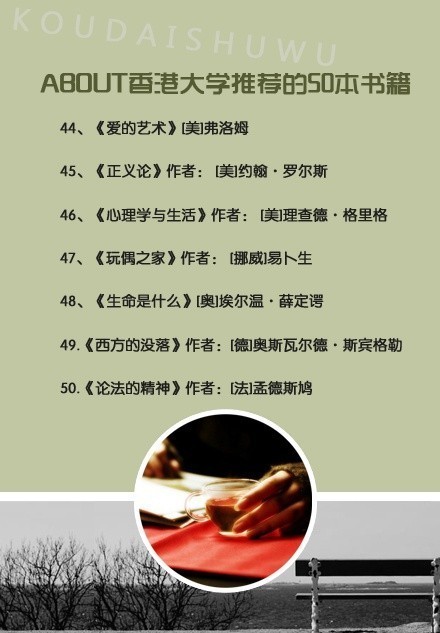 KOUDAISHUWU
ABOUT香港大学推荐的50本书籍
44、《爱的艺术》[美]弗洛姆
45、《正义论》作者： [美]约翰·罗尔斯
46、《心理学与生活》作者： [美]理查德·格里格
47、《玩偶之家》作者： [挪威]易卜生
48、《生命是什么》[奥]埃尔温·薛定谔
49.《西方的没落》作者：[德]奥斯瓦尔德·斯宾格勒
50.《论法的精神》作者：[法]孟德斯鸠